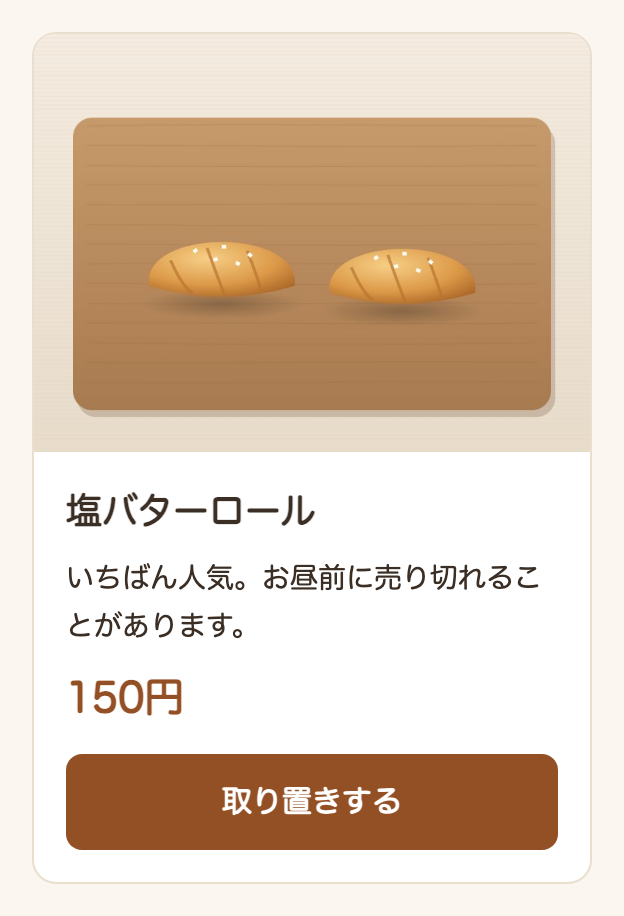 塩バターロール
いちばん人気。お昼前に売り切れるこ
とがあります。
150円
取り置きする